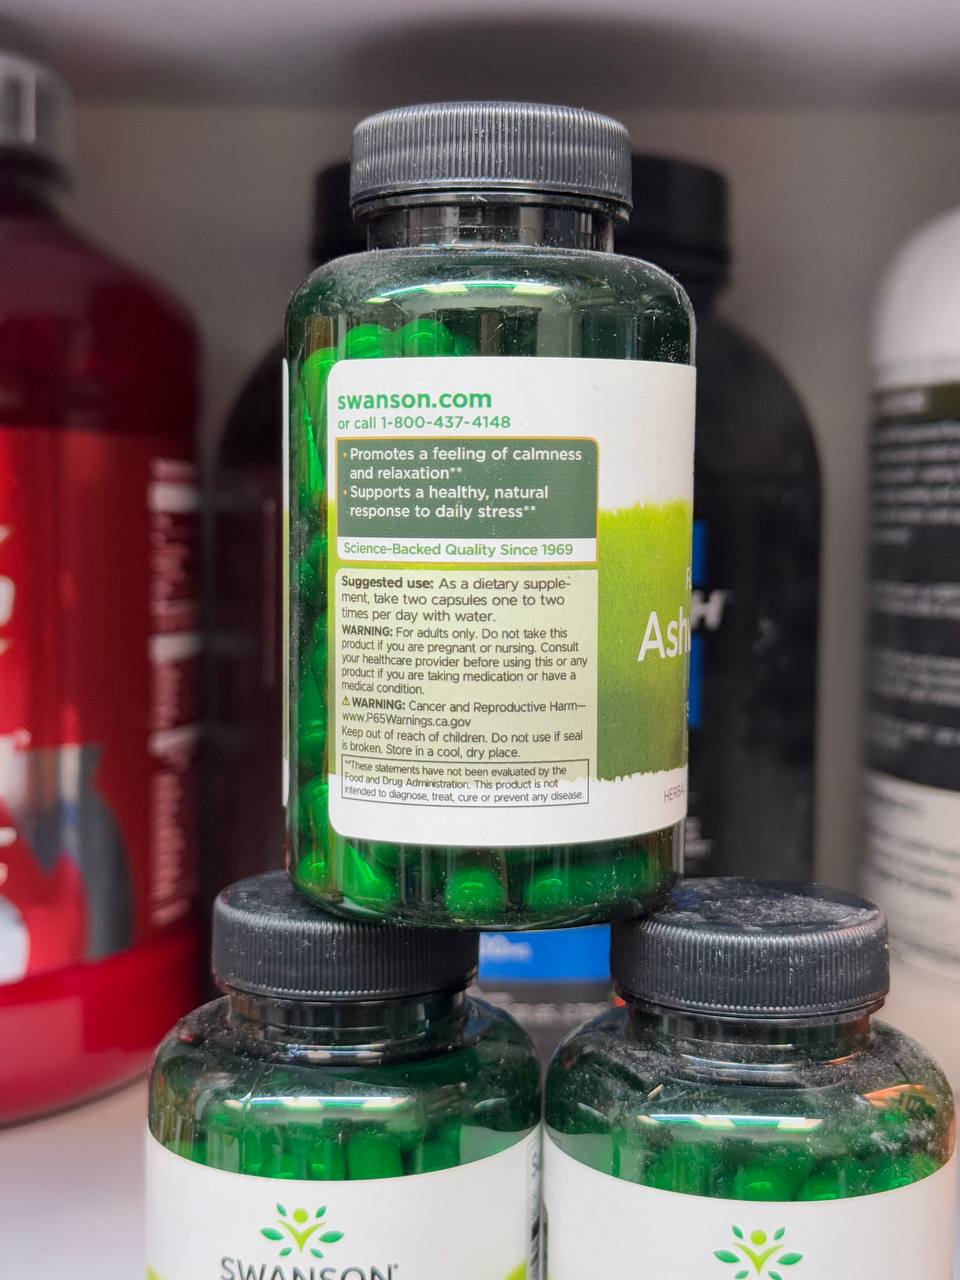 swanson.com
or call 1-800-437-4148
• Promotes a feeling of calmness
and relaxation**
• Supports a healthy, natural
response to daily stress**
Science-Backed Quality Since 1969
Suggested use: As a dietary supple-
ment, take two capsules one to two
times per day with water.
WARNING: For adults only. Do not take this
product if you are pregnant or nursing. Consult
your healthcare provider before using this or any
product if you are taking medication or have a
medical condition.
⚠WARNING: Cancer and Reproductive Harm—
www.P65Warnings.ca.gov
Keep out of reach of children. Do not use if seal
is broken. Store in a cool, dry place.
**These statements have not been evaluated by the
Food and Drug Administration. This product is not
intended to diagnose, treat, cure or prevent any disease.
Ash
HERBA
SWANSON